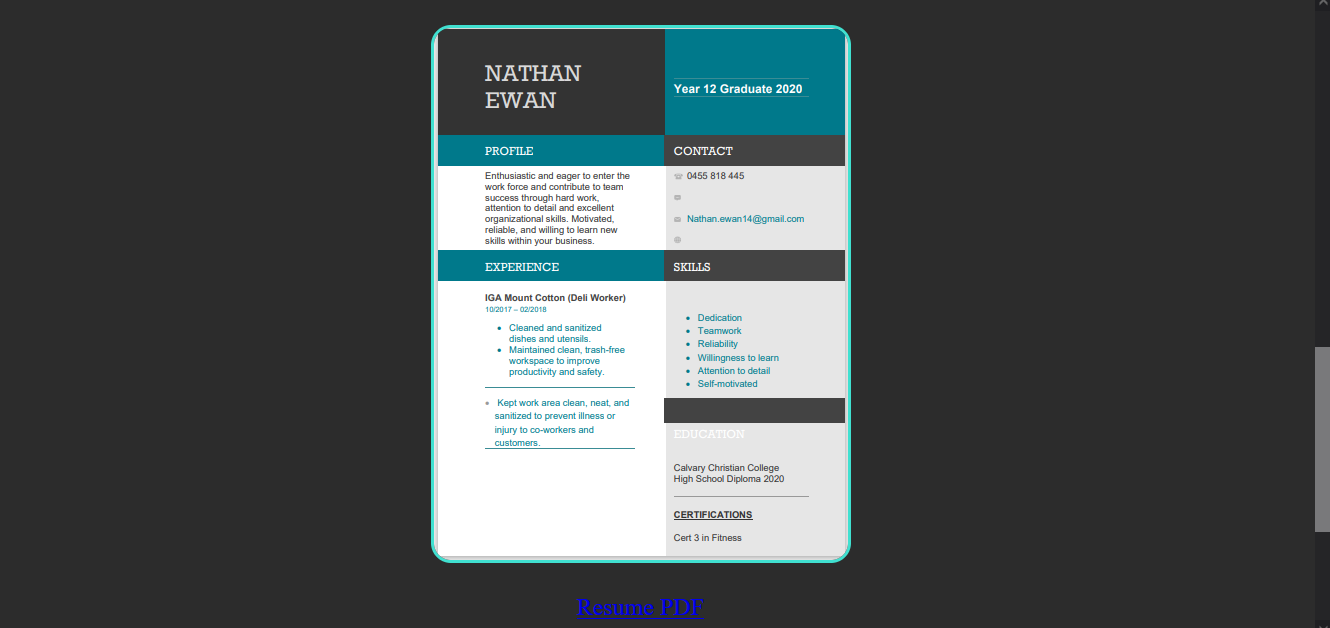 NATHAN
EWAN
Year 12 Graduate 2020
PROFILE
Enthusiastic and eager to enter the
work force and contribute to team
success through hard work,
attention to detail and excellent
organizational skills. Motivated,
reliable, and willing to learn new
skills within your business.
CONTACT
0455 818 445
Nathan.ewan14@gmail.com
EXPERIENCE
IGA Mount Cotton (Deli Worker)
10/2017 – 02/2018
• Cleaned and sanitized
dishes and utensils.
• Maintained clean, trash-free
workspace to improve
productivity and safety.
• Kept work area clean, neat, and
sanitized to prevent illness or
injury to co-workers and
customers.
SKILLS
• Dedication
• Teamwork
• Reliability
• Willingness to learn
• Attention to detail
• Self-motivated
EDUCATION
Calvary Christian College
High School Diploma 2020
CERTIFICATIONS
Cert 3 in Fitness
Resume PDF